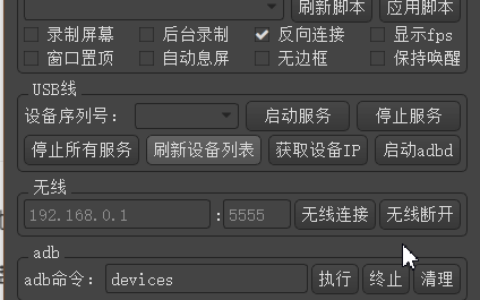 刷新脚本 应用脚本
录制屏幕 后台录制 反向连接 显示fps
窗口置顶 自动息屏 无边框 保持唤醒
USB线
设备序列号: 启动服务 停止服务
停止所有服务 刷新设备列表 获取设备IP 启动adbd
无线
192.168.0.1 : 5555 无线连接 无线断开
adb
adb命令: devices 执行 终止 清理